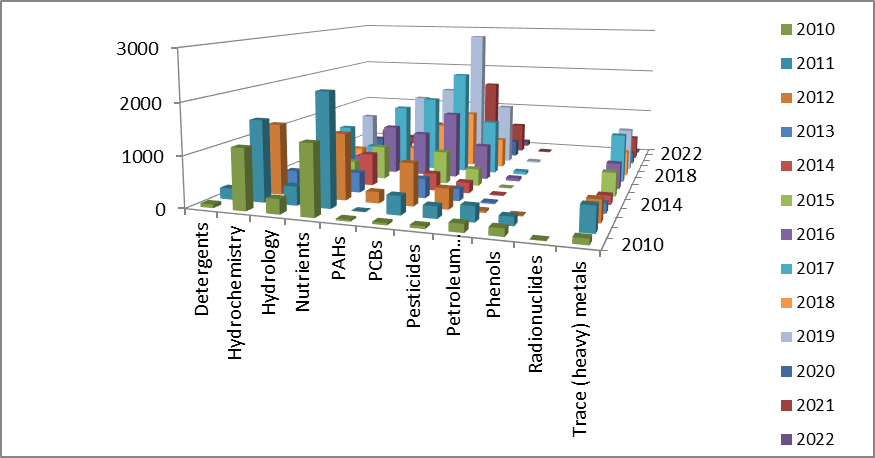 3000
2000
1000
0
Detergents
Hydrochemistry
Hydrology
Nutrients
PAHs
PCBs
Pesticides
Petroleum...
Phenols
Radionuclides
Trace (heavy) metals
2010
2014
2018
2022
2010
2011
2012
2013
2014
2015
2016
2017
2018
2019
2020
2021
2022